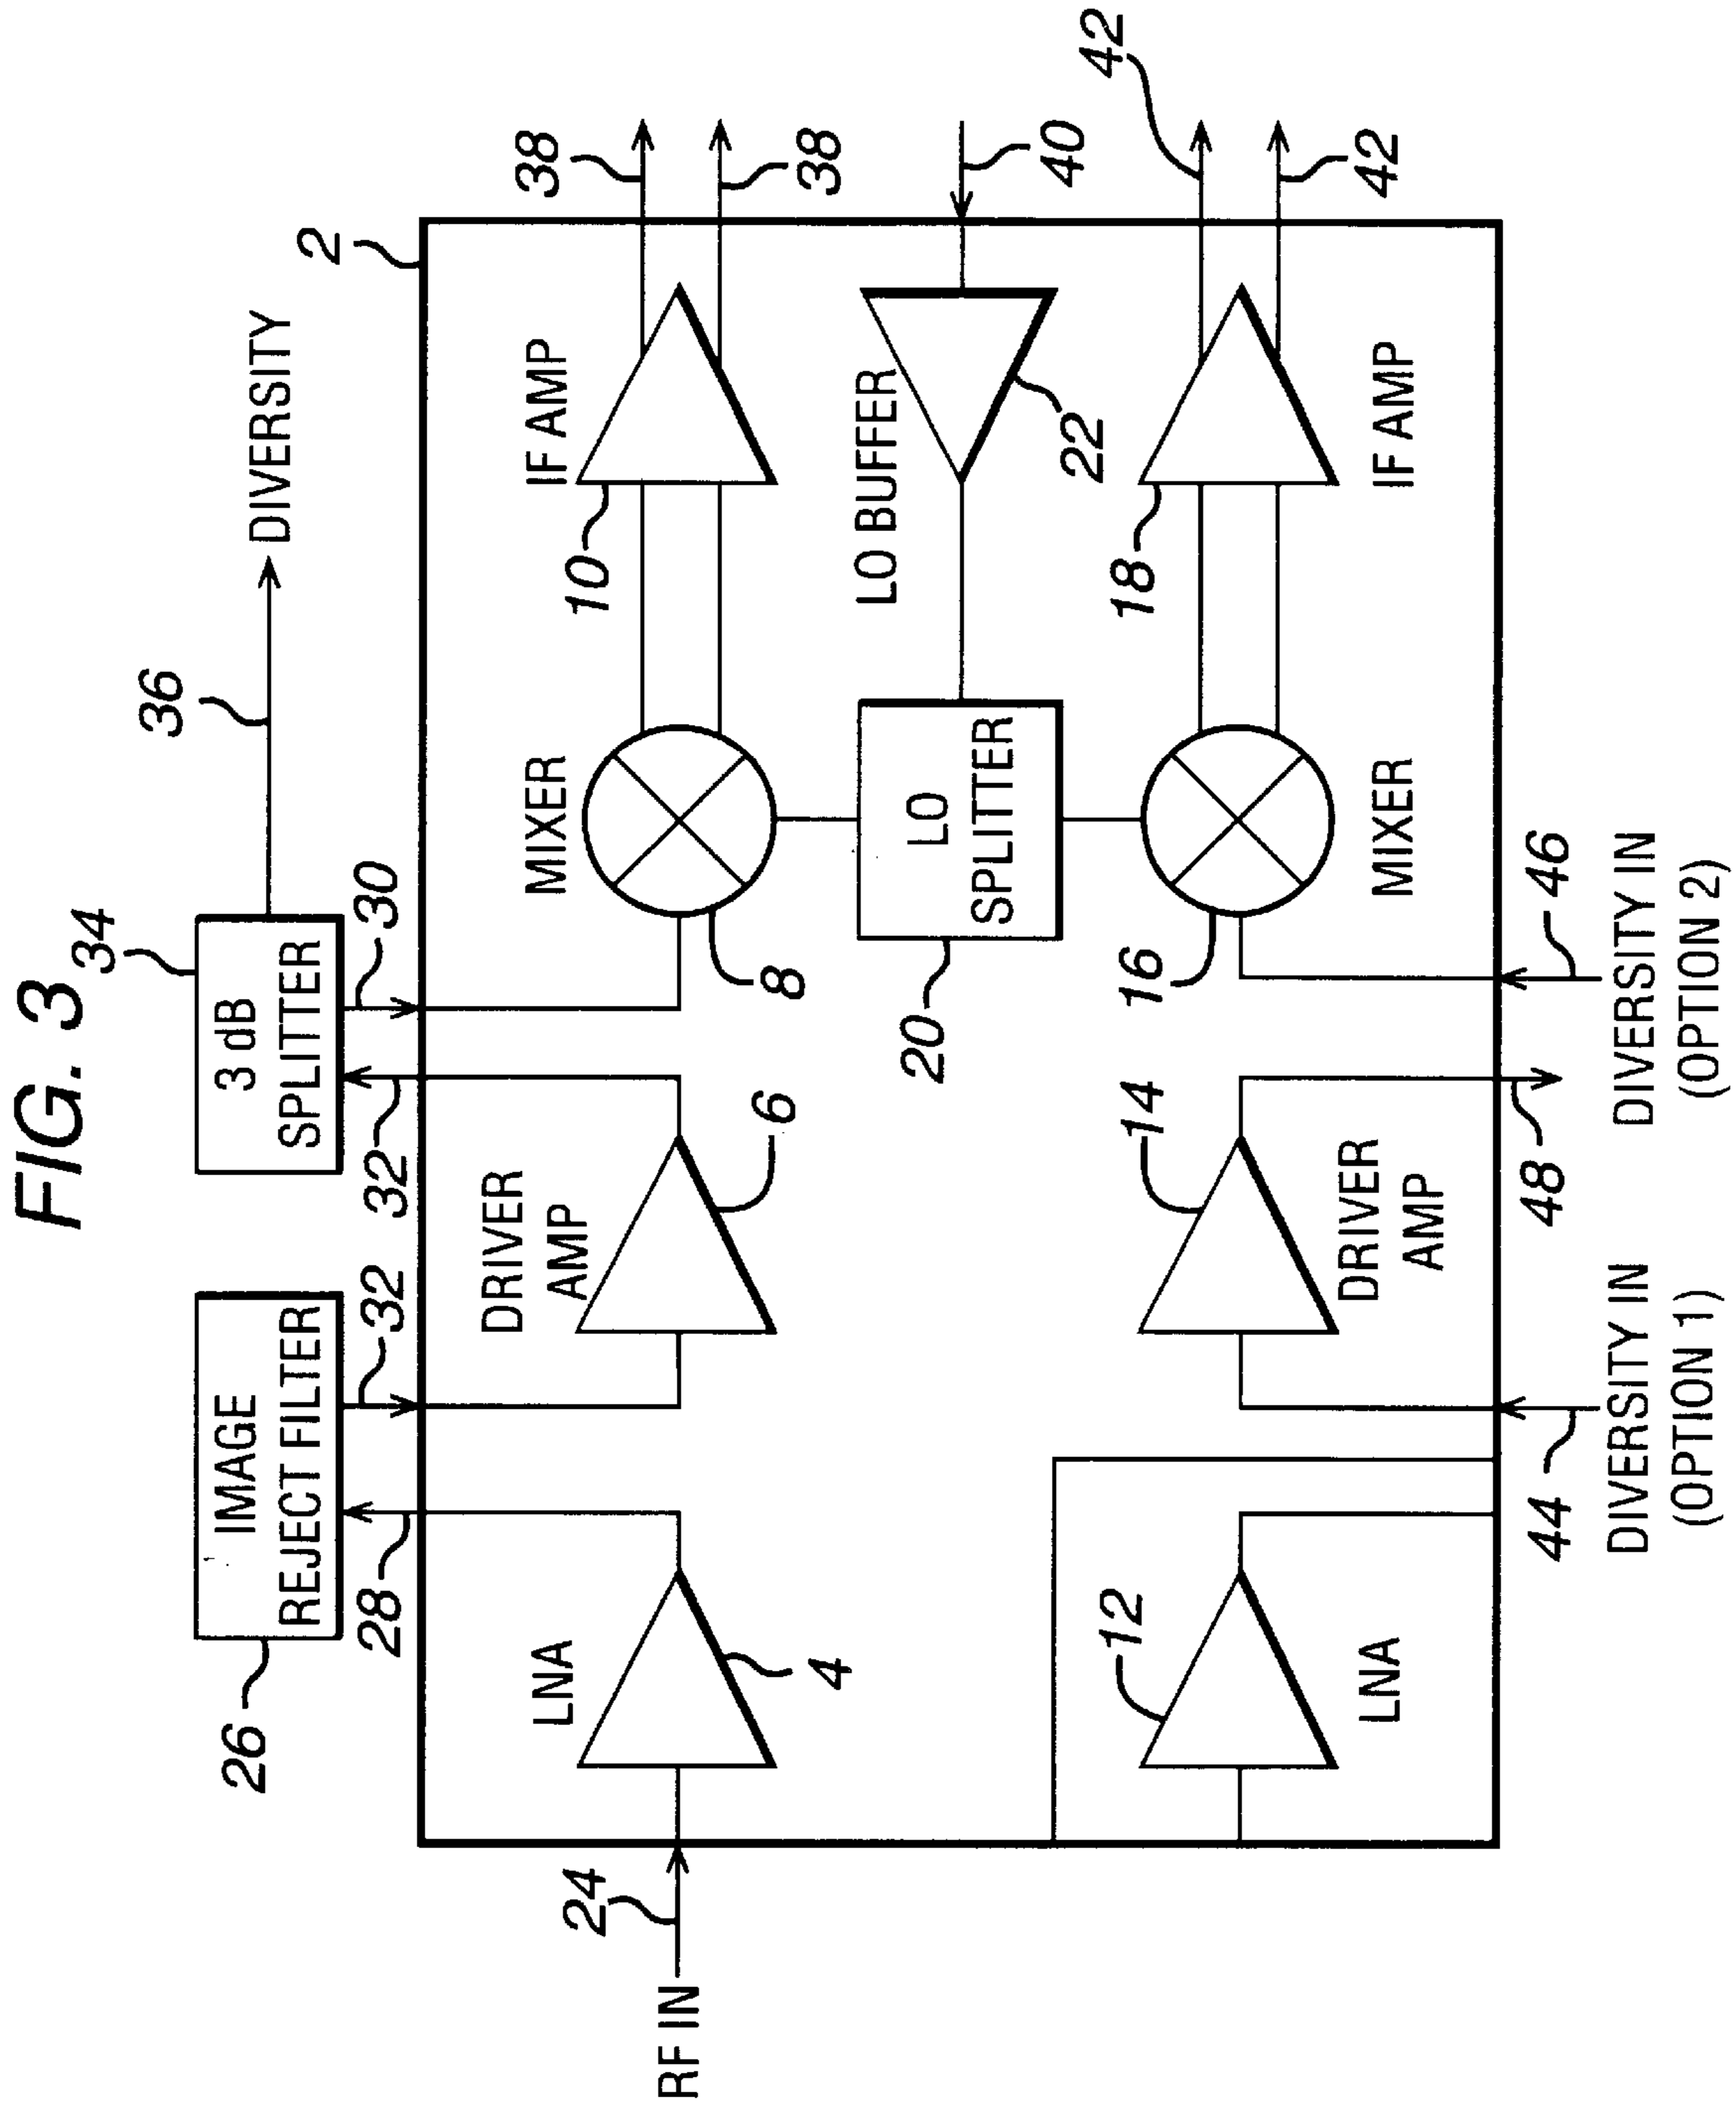 FIG. 3
26
IMAGE
REJECT FILTER
34
3 dB
SPLITTER
36
DIVERSITY
28
32
32
30
2
24
RF IN
LNA
4
DRIVER
AMP
6
MIXER
8
IF AMP
10
38
38
LO
SPLITTER
20
LO BUFFER
22
40
12
LNA
14
DRIVER
AMP
16
MIXER
18
IF AMP
42
42
44
DIVERSITY IN
(OPTION 1)
48
46
DIVERSITY IN
(OPTION 2)